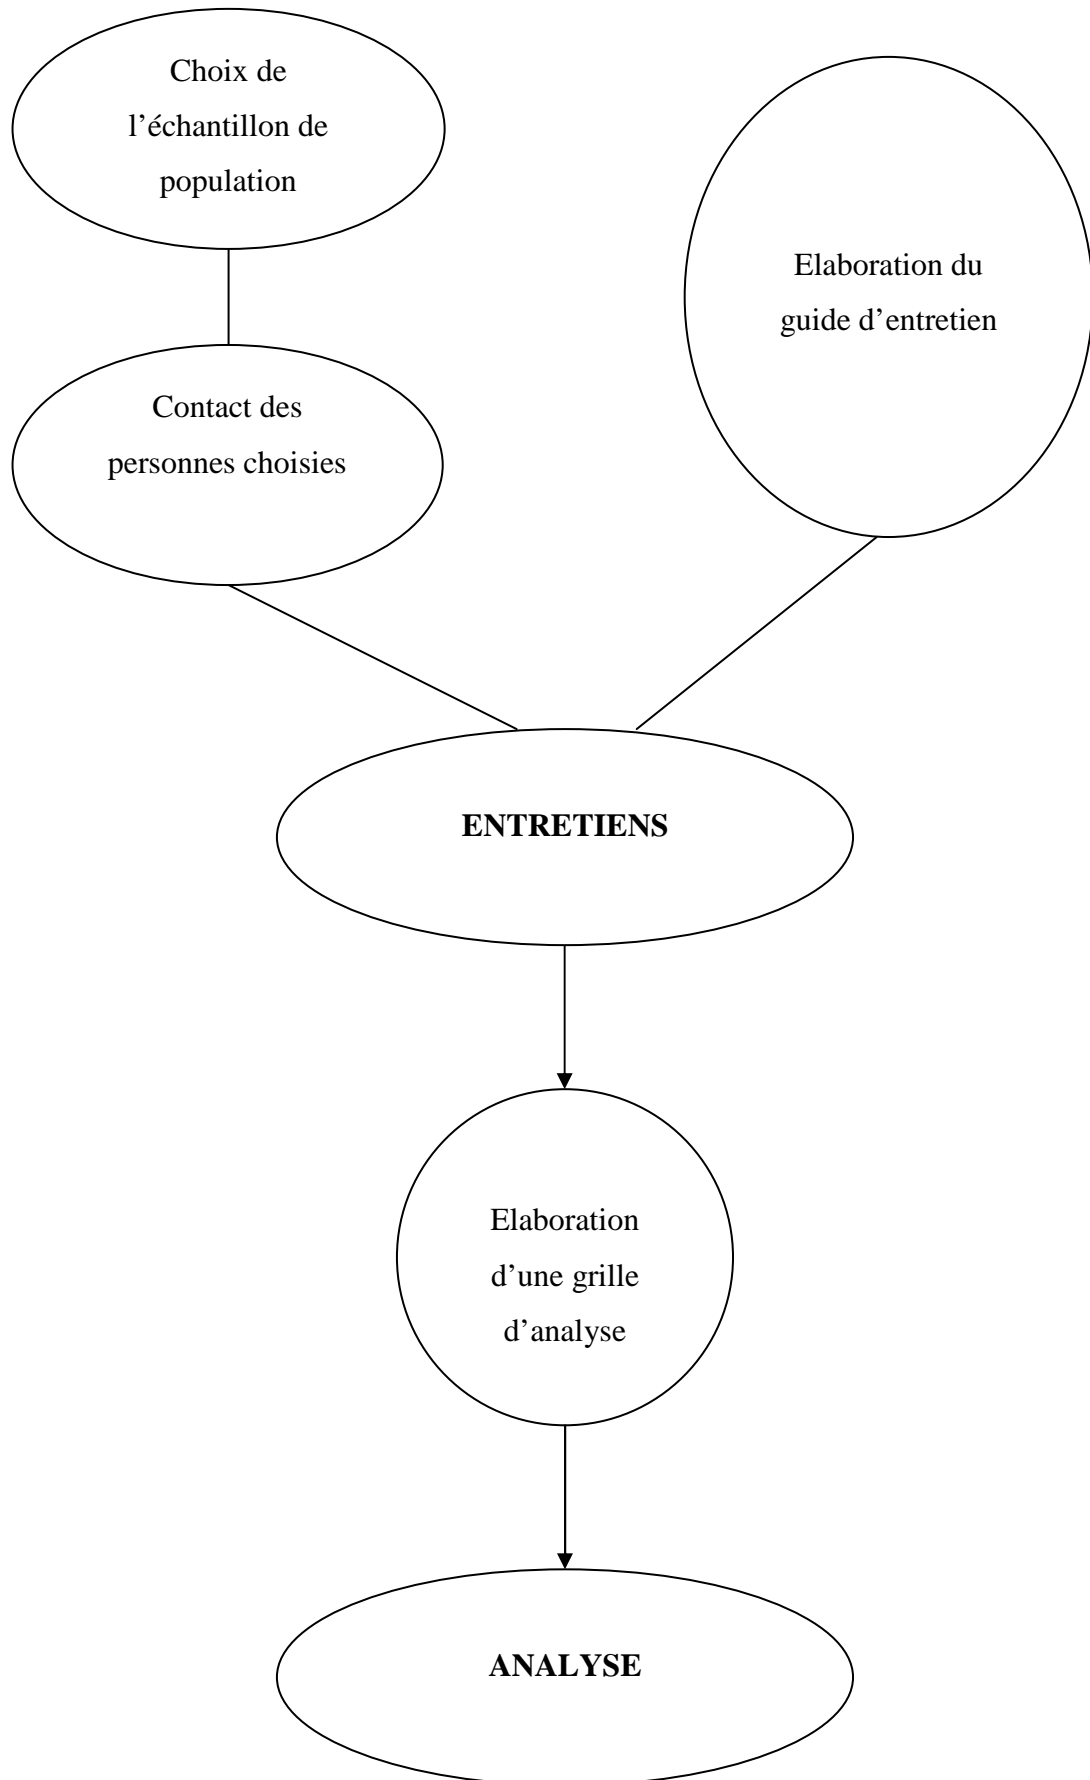 Choix de
l’échantillon de
population
Elaboration du
guide d’entretien
Contact des
personnes choisies
ENTRETIENS
Elaboration
d’une grille
d’analyse
ANALYSE